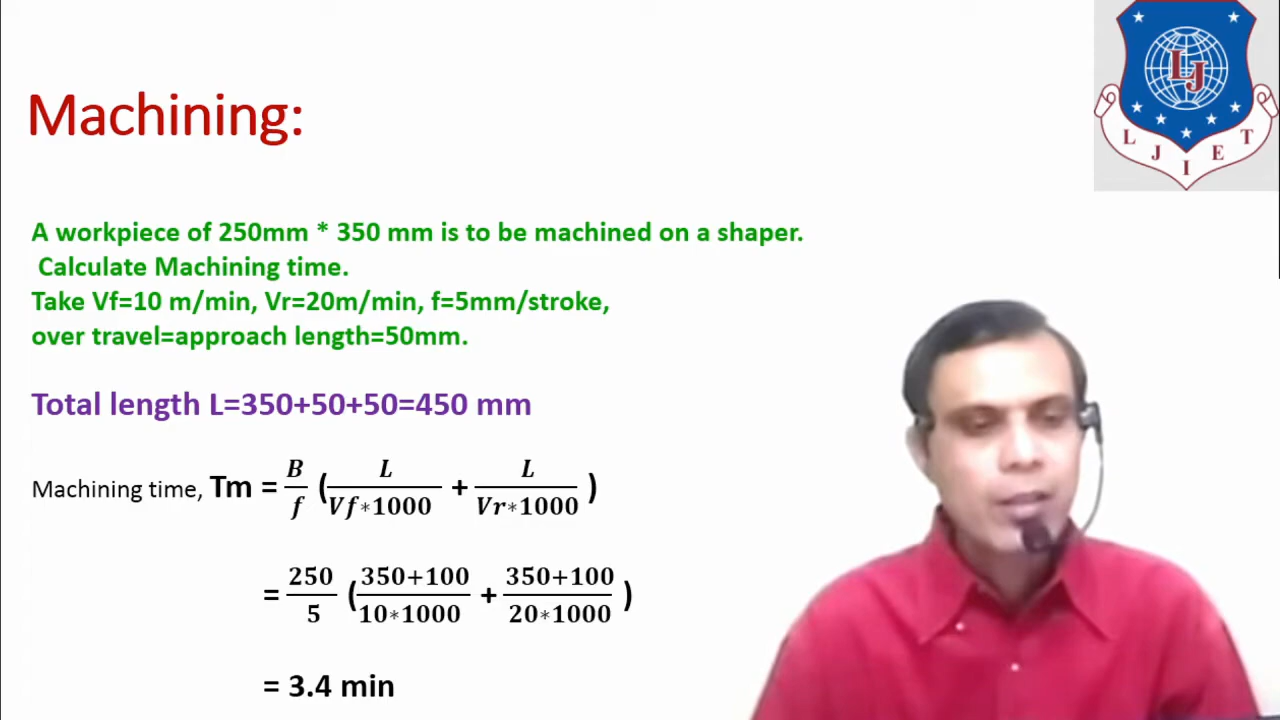 Machining:
LJ
L J I E T
A workpiece of 250mm * 350 mm is to be machined on a shaper.
Calculate Machining time.
Take Vf=10 m/min, Vr=20m/min, f=5mm/stroke,
over travel=approach length=50mm.
Total length L=350+50+50=450 mm
Machining time, Tm = B/f (L/Vf*1000 + L/Vr*1000)
= 250/5 (350+100/10*1000 + 350+100/20*1000)
= 3.4 min